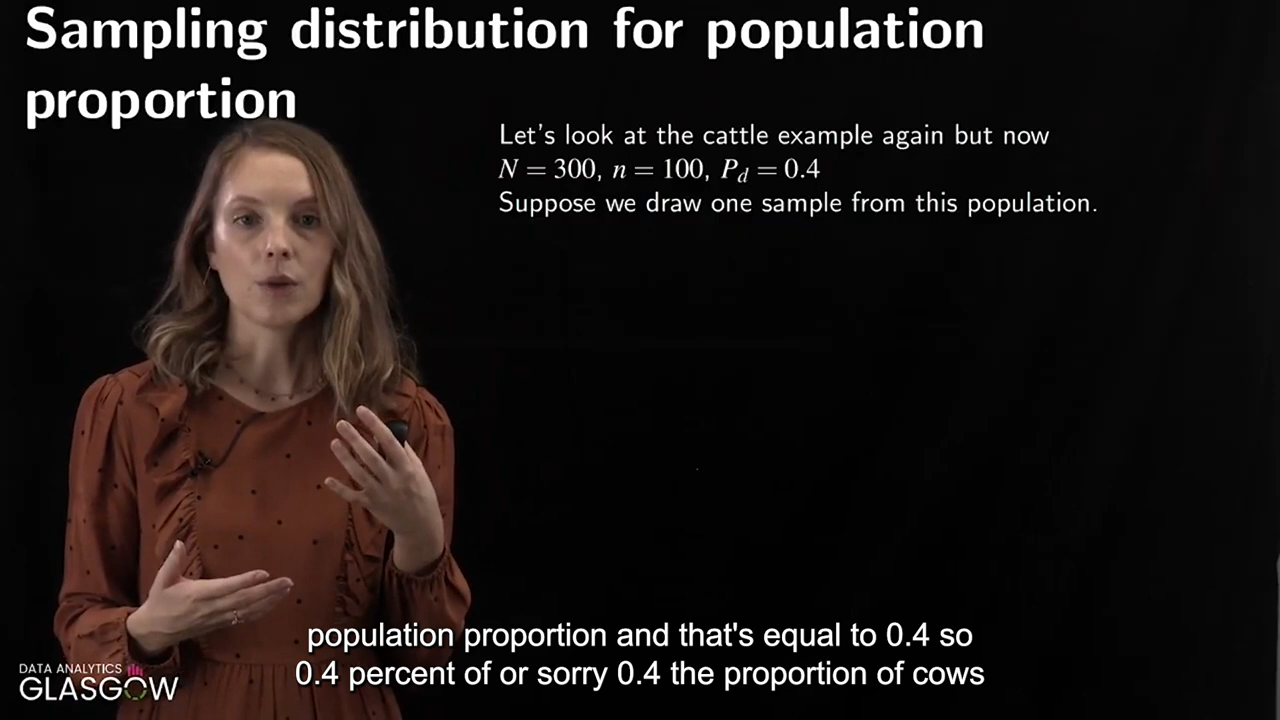 Sampling distribution for population
proportion
Let's look at the cattle example again but now
N = 300, n = 100, P_d = 0.4
Suppose we draw one sample from this population.
population proportion and that's equal to 0.4 so
0.4 percent of or sorry 0.4 the proportion of cows
DATA ANALYTICS
GLASGOW